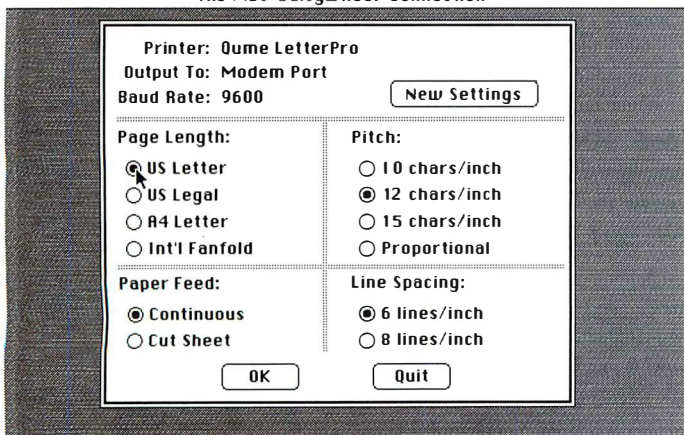 Printer: Qume LetterPro
Output To: Modem Port
Baud Rate: 9600
New Settings
Page Length:
US Letter
US Legal
A4 Letter
Int'l Fanfold
Pitch:
10 chars/inch
12 chars/inch
15 chars/inch
Proportional
Paper Feed:
Continuous
Cut Sheet
Line Spacing:
6 lines/inch
8 lines/inch
OK
Quit